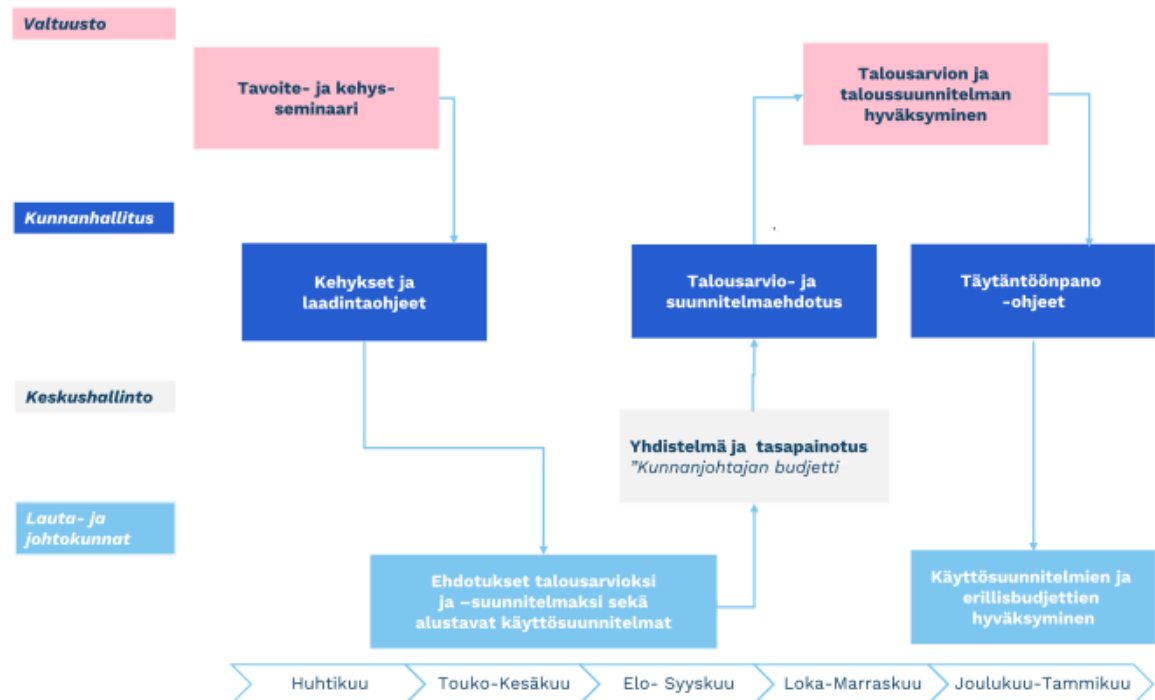 Valtuusto
Tavoite- ja kehys-
seminaari
Talousarvion ja
taloussuunnitelman
hyväksyminen
Kunnanhallitus
Kehykset ja
laadintaohjeet
Talousarvio- ja
suunnitelmaehdotus
Täytäntöönpano
-ohjeet
Keskushallinto
Yhdistelmä ja tasapainotus
”Kunnanjohtajan budjetti
Lauta- ja
johtokunnat
Ehdotukset talousarvioksi
ja –suunnitelmaksi sekä
alustavat käyttösuunnitelmat
Käyttösuunnitelmien ja
erillisbudjettien
hyväksyminen
Huhtikuu
Touko-Kesäkuu
Elo- Syyskuu
Loka-Marraskuu
Joulukuu-Tammikuu